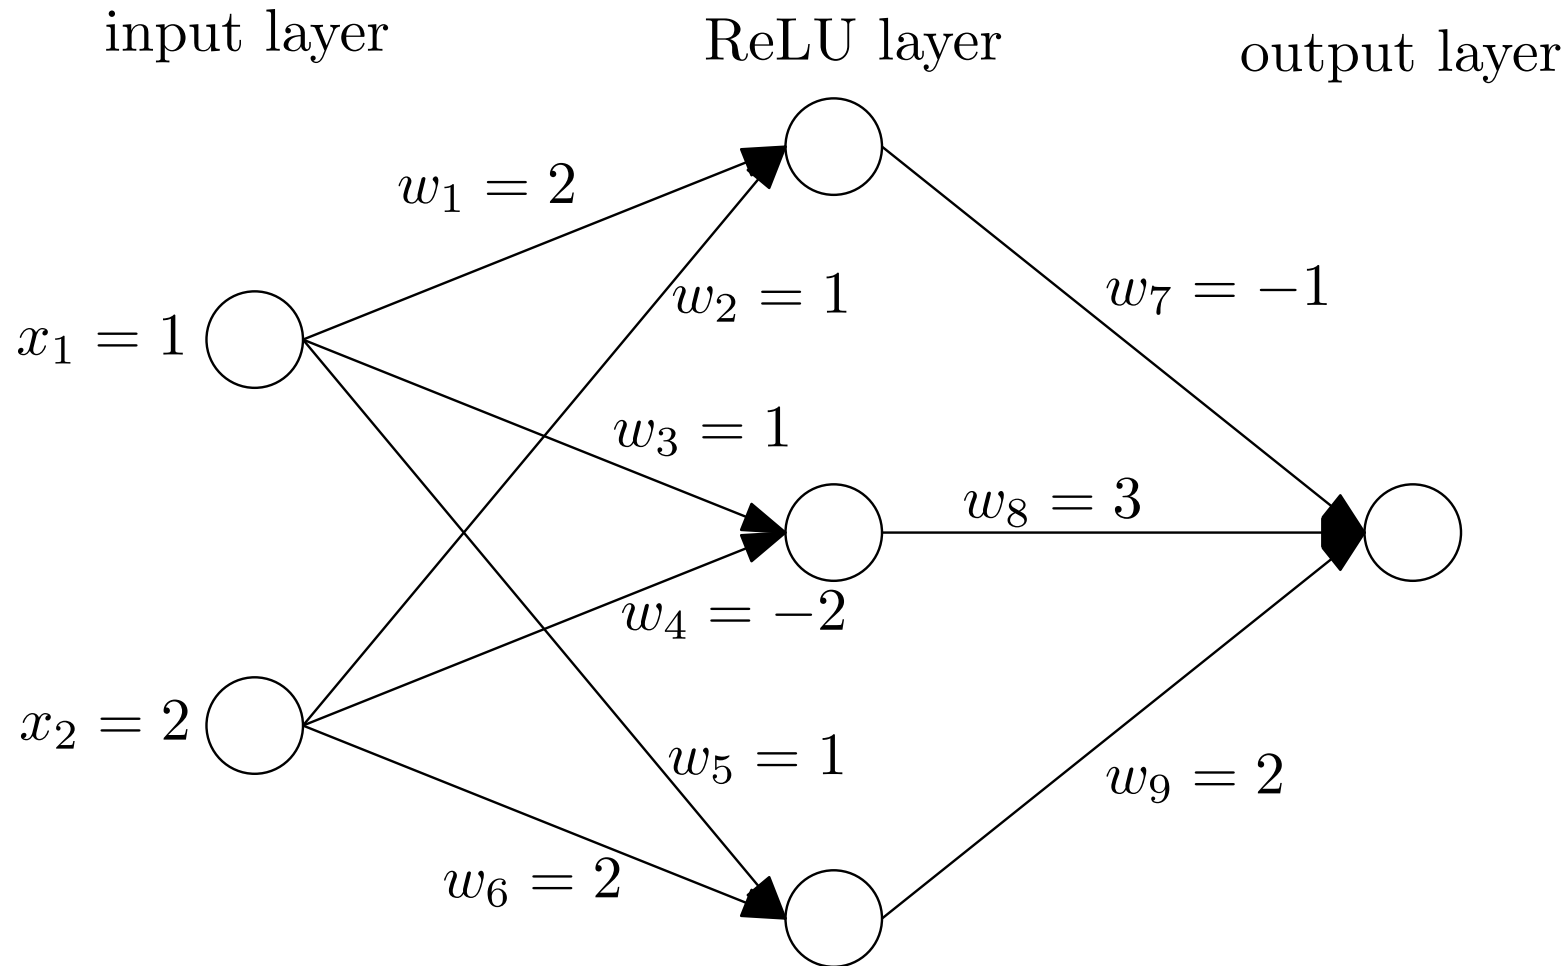 input layer
ReLU layer
output layer
w₁ = 2
w₂ = 1
w₇ = −1
x₁ = 1
w₃ = 1
w₈ = 3
w₄ = −2
x₂ = 2
w₅ = 1
w₉ = 2
w₆ = 2